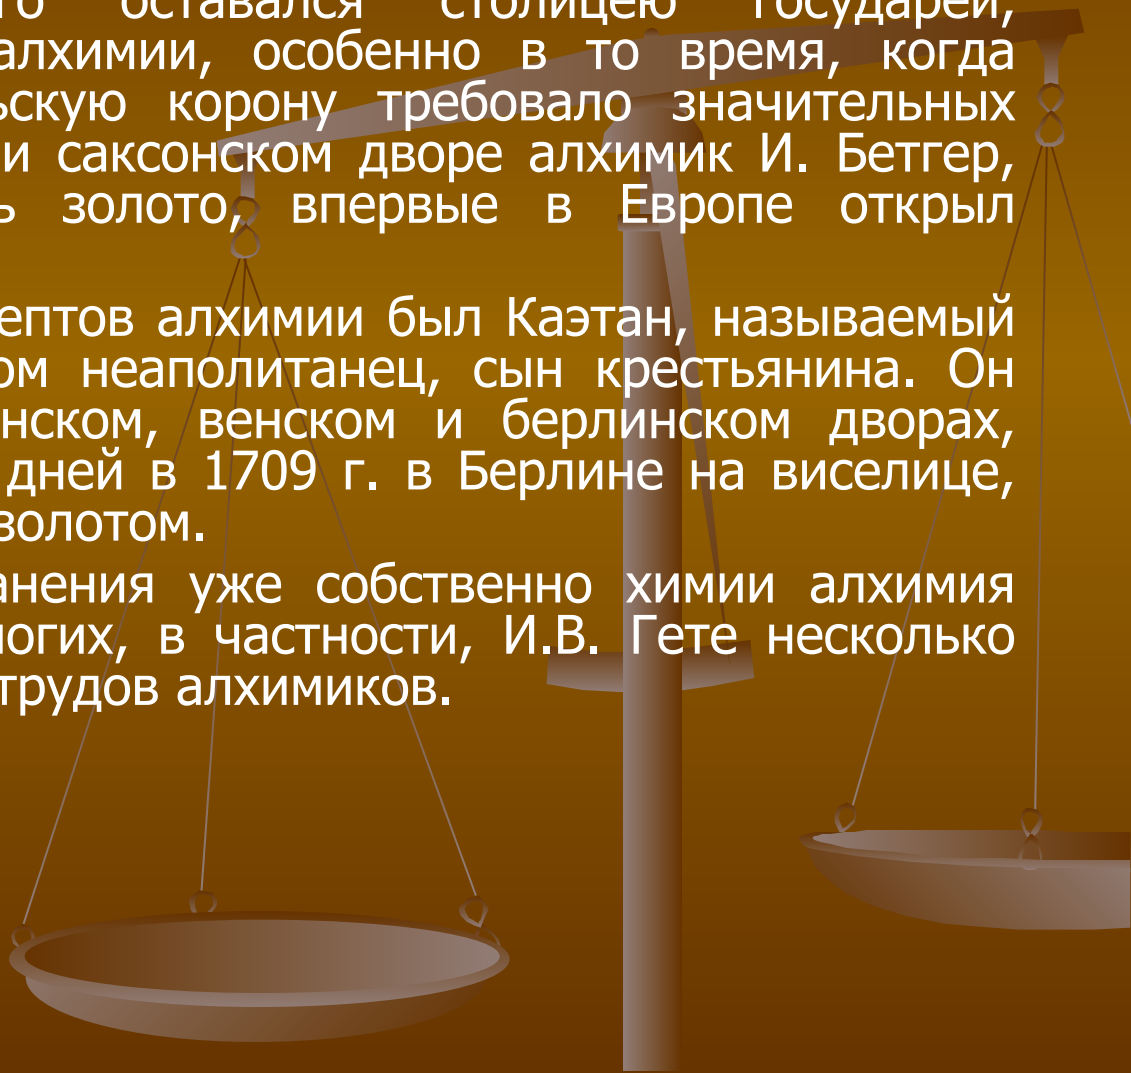 оставался столицею государей,
алхимии, особенно в то время, когда
корону требовало значительных
и саксонском дворе алхимик И. Бетгер,
ь золото, впервые в Европе открыл
ептов алхимии был Каэтан, называемый
ом неаполитанец, сын крестьянина. Он
нском, венском и берлинском дворах,
дней в 1709 г. в Берлине на виселице,
золотом.
анения уже собственно химии алхимия
ногих, в частности, И.В. Гете несколько
трудов алхимиков.